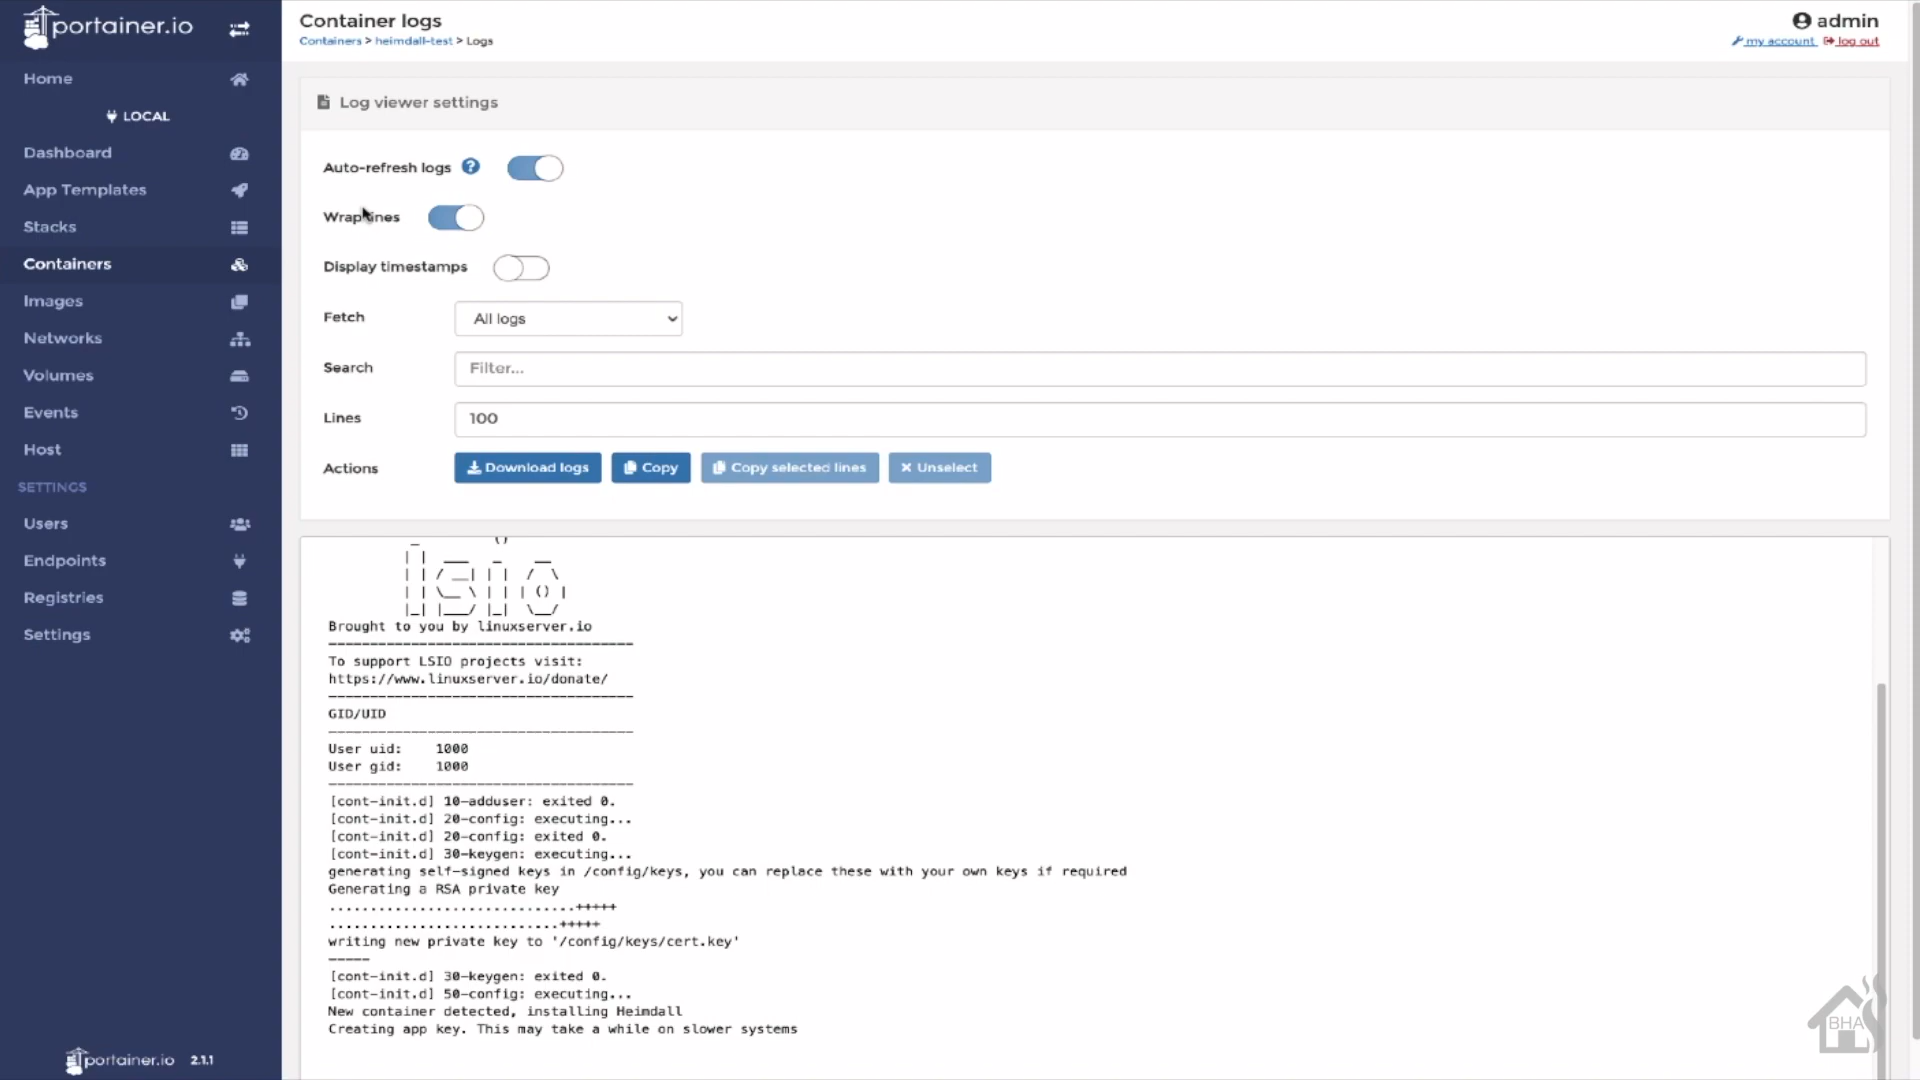 portainer.io
Home
LOCAL
Dashboard
App Templates
Stacks
Containers
Images
Networks
Volumes
Events
Host
SETTINGS
Users
Endpoints
Registries
Settings
portainer.io 2.1.1
Container logs
Containers > heimdall-test > Logs
admin
my account log out
Log viewer settings
Auto-refresh logs ?
Wrap lines
Display timestamps
Fetch All logs
Search Filter...
Lines 100
Actions Download logs Copy Copy selected lines Unselect
Brought to you by linuxserver.io
-------------------------------------
To support LSIO projects visit:
https://www.linuxserver.io/donate/
-------------------------------------
GID/UID
-------------------------------------
User uid:    1000
User gid:    1000
-------------------------------------
[cont-init.d] 10-adduser: exited 0.
[cont-init.d] 20-config: executing...
[cont-init.d] 20-config: exited 0.
[cont-init.d] 30-keygen: executing...
generating self-signed keys in /config/keys, you can replace these with your own keys if required
Generating a RSA private key
..............................+++++
............................+++++
writing new private key to '/config/keys/cert.key'
-----
[cont-init.d] 30-keygen: exited 0.
[cont-init.d] 50-config: executing...
New container detected, installing Heimdall
Creating app key. This may take a while on slower systems
BHA